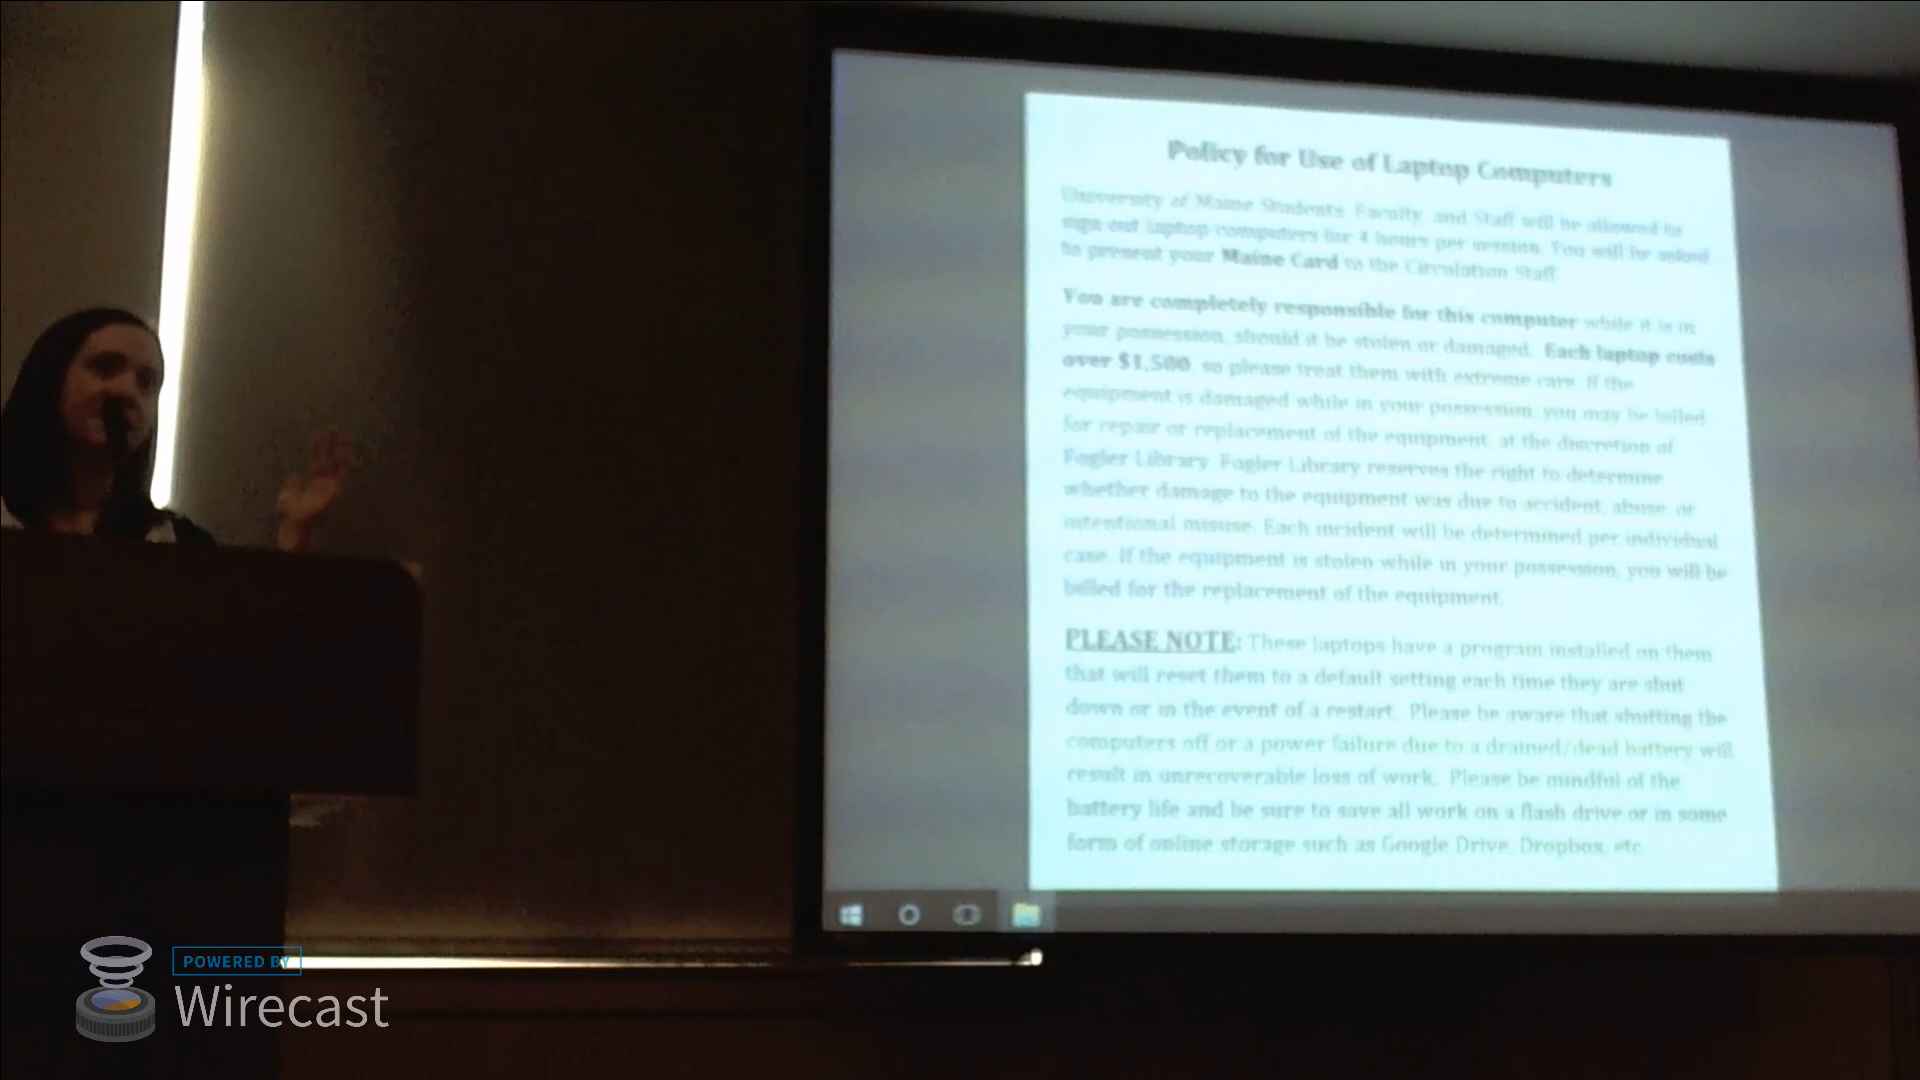 Policy for Use of Laptop Computers
University of Maine Students, Faculty, and Staff will be allowed to
sign out laptop computers for 4 hours per session. You will be asked
to present your Maine Card to the Circulation Staff.
You are completely responsible for this computer while it is in
your possession, should it be stolen or damaged. Each laptop costs
over $1,500, so please treat them with extreme care. If the
equipment is damaged while in your possession, you may be billed
for repair or replacement of the equipment, at the discretion of
Fogler Library. Fogler Library reserves the right to determine
whether damage to the equipment was due to accident, abuse, or
intentional misuse. Each incident will be determined per individual
case. If the equipment is stolen while in your possession, you will be
billed for the replacement of the equipment.
PLEASE NOTE: These laptops have a program installed on them
that will reset them to a default setting each time they are shut
down or in the event of a restart. Please be aware that shutting the
computers off or a power failure due to a drained/dead battery will
result in unrecoverable loss of work. Please be mindful of the
battery life and be sure to save all work on a flash drive or in some
form of online storage such as Google Drive, Dropbox, etc.
POWERED BY
Wirecast